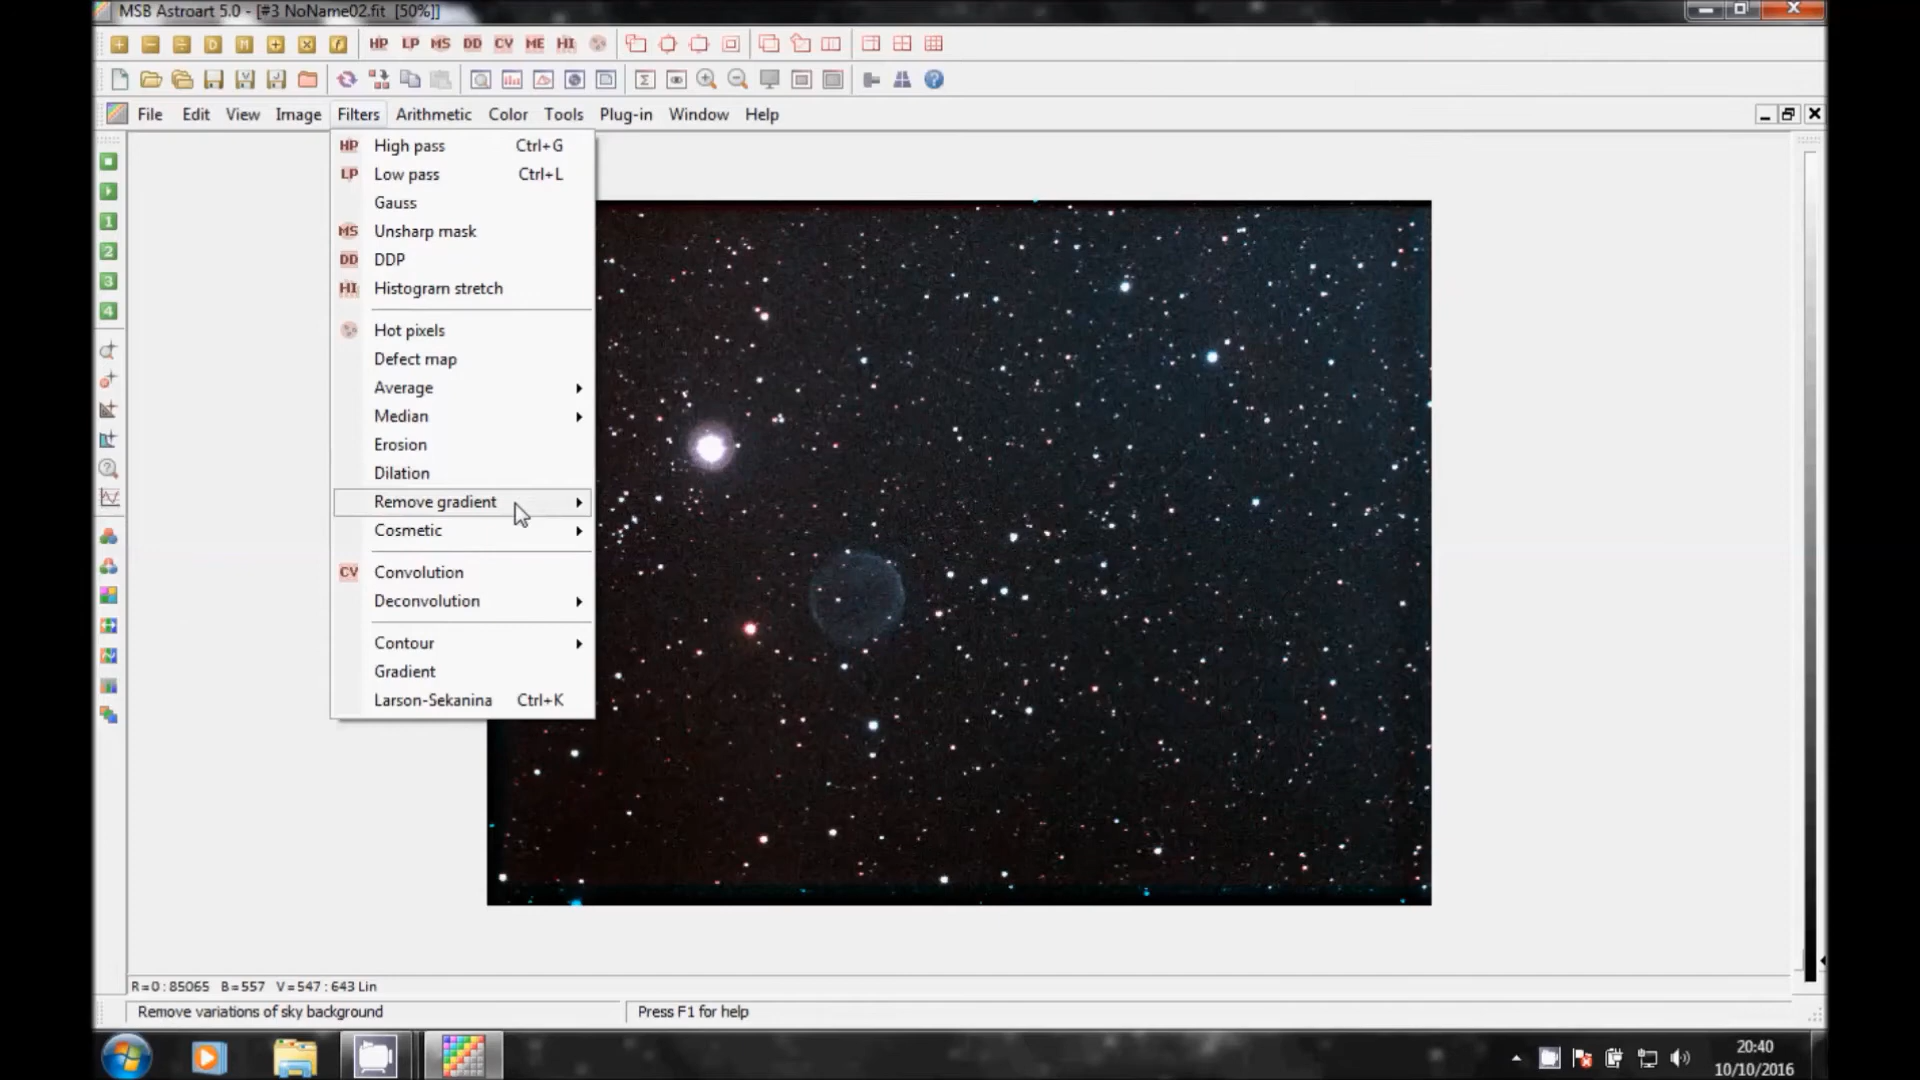 MSB Astroart 5.0 - [#3 NoName02.fit [50%]]
HP LP MS DD CV ME HI
File Edit View Image Filters Arithmetic Color Tools Plug-in Window Help
HP High pass Ctrl+G
LP Low pass Ctrl+L
Gauss
MS Unsharp mask
DD DDP
HI Histogram stretch
Hot pixels
Defect map
Average
Median
Erosion
Dilation
Remove gradient
Cosmetic
CV Convolution
Deconvolution
Contour
Gradient
Larson-Sekanina Ctrl+K
1
2
3
4
R=0 : 85065 B=557 V=547 : 643 Lin
Remove variations of sky background Press F1 for help
20:40
10/10/2016